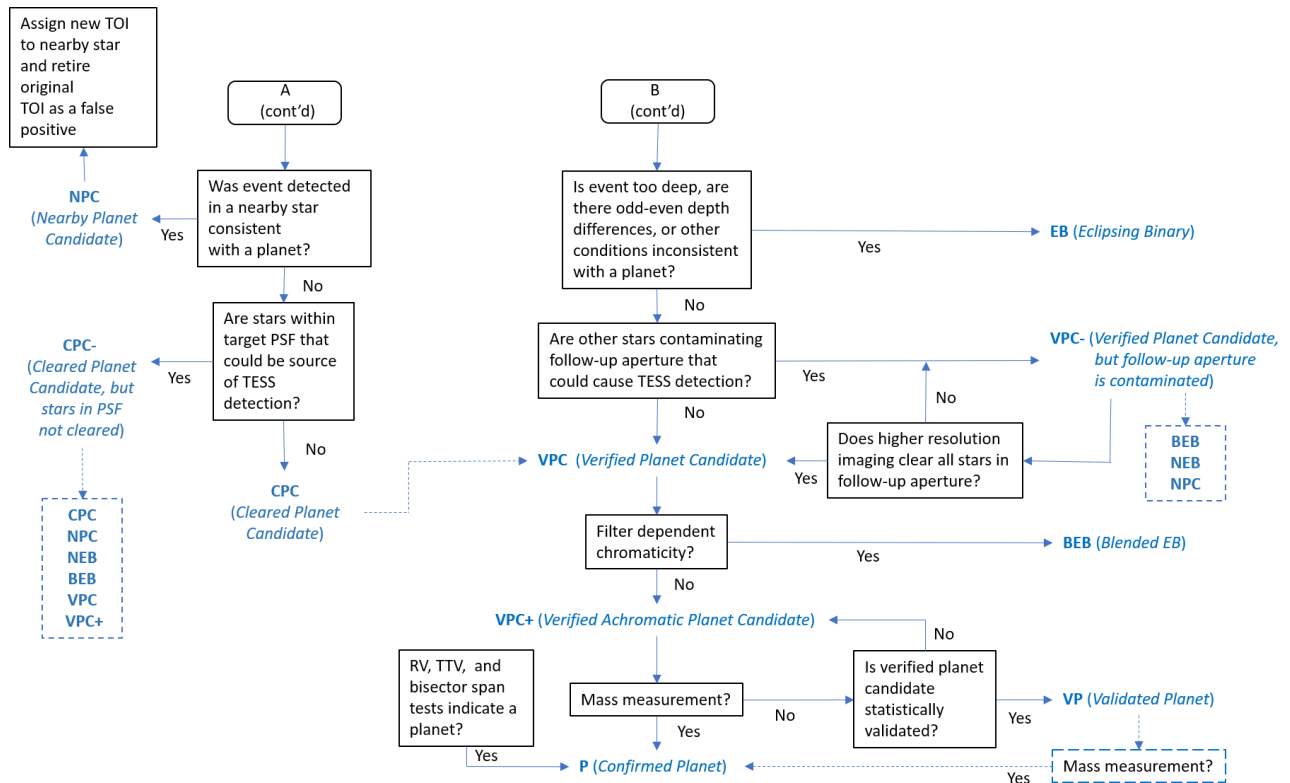 Assign new TOI
to nearby star
and retire
original
TOI as a false
positive
A
(cont'd)
B
(cont'd)
NPC
(Nearby Planet
Candidate)
Yes
Was event detected
in a nearby star
consistent
with a planet?
No
Is event too deep, are
there odd-even depth
differences, or other
conditions inconsistent
with a planet?
Yes
EB (Eclipsing Binary)
No
CPC-
(Cleared Planet
Candidate, but
stars in PSF
not cleared)
Yes
Are stars within
target PSF that
could be source
of TESS
detection?
No
Are other stars contaminating
follow-up aperture that
could cause TESS detection?
Yes
No
VPC- (Verified Planet Candidate,
but follow-up aperture
is contaminated)
No
Does higher resolution
imaging clear all stars in
follow-up aperture?
Yes
BEB
NEB
NPC
VPC (Verified Planet Candidate)
CPC
(Cleared Planet
Candidate)
CPC
NPC
NEB
BEB
VPC
VPC+
Filter dependent
chromaticity?
Yes
BEB (Blended EB)
No
VPC+ (Verified Achromatic Planet Candidate)
No
RV, TTV, and
bisector span
tests indicate a
planet?
Yes
Mass measurement?
No
Yes
Is verified planet
candidate
statistically
validated?
Yes
VP (Validated Planet)
P (Confirmed Planet)
Mass measurement?
Yes